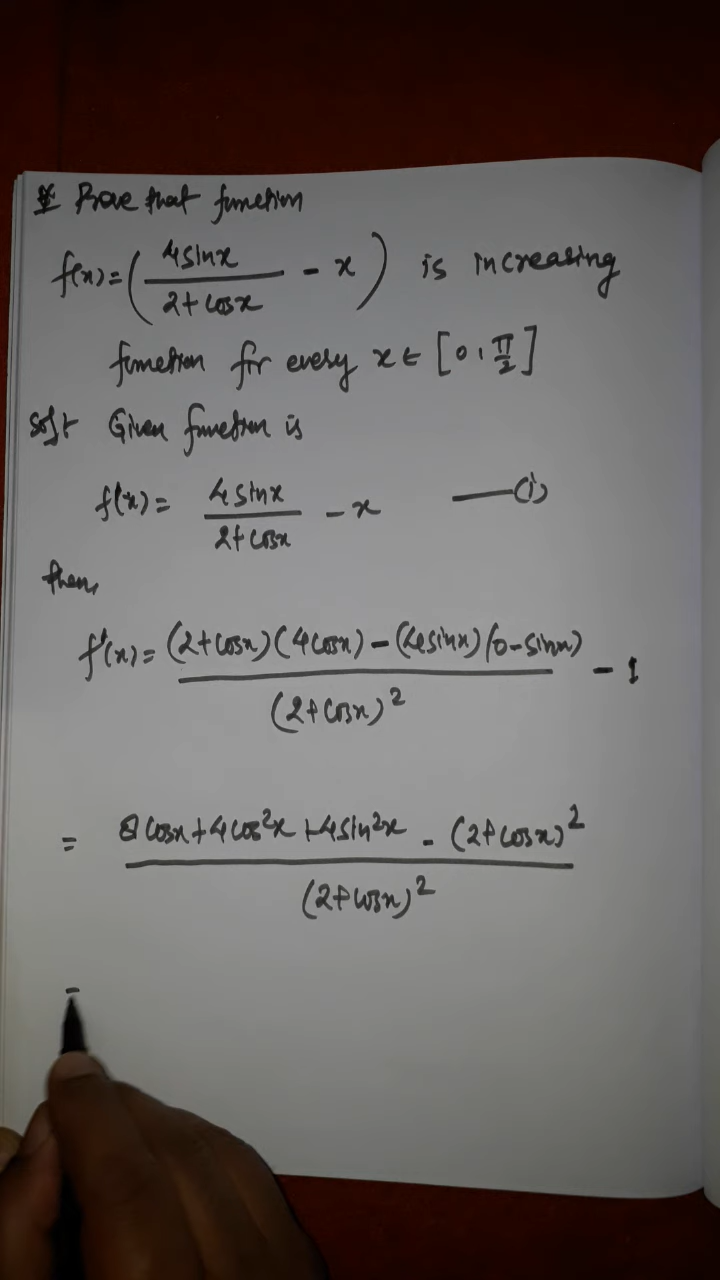 Prove that function
f(x) = ( 4sinx / 2+cosx - x ) is increasing
function for every x ∈ [0, π/2]
Sol: Given function is
f(x) = 4sinx / 2+cosx - x —(i)
then,
f'(x) = (2+cosx)(4cosx) - (4sinx)(0-sinx) / (2+cosx)² - 1
= 8cosx+4cos²x+4sin²x - (2+cosx)² / (2+cosx)²
=